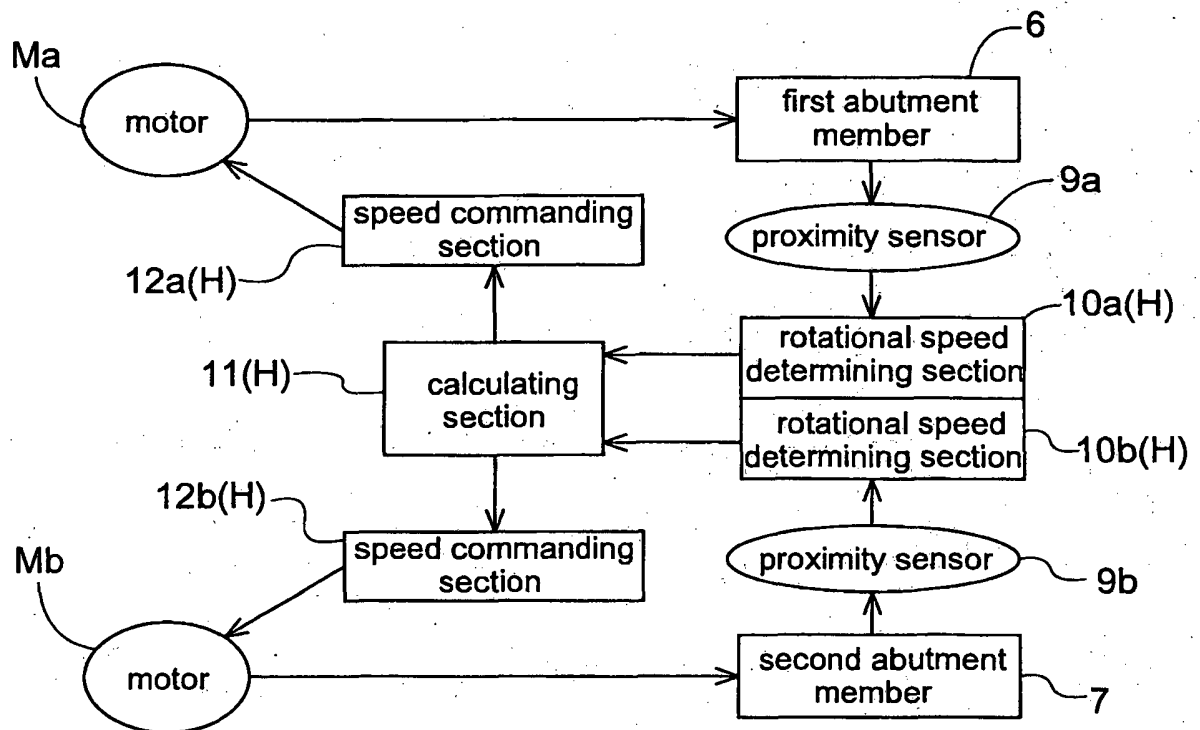 6
Ma
motor
first abutment
member
9a
speed commanding
section
proximity sensor
12a(H)
10a(H)
rotational speed
determining section
11(H)
calculating
section
rotational speed
determining section
10b(H)
12b(H)
speed commanding
section
proximity sensor
9b
Mb
motor
second abutment
member
7